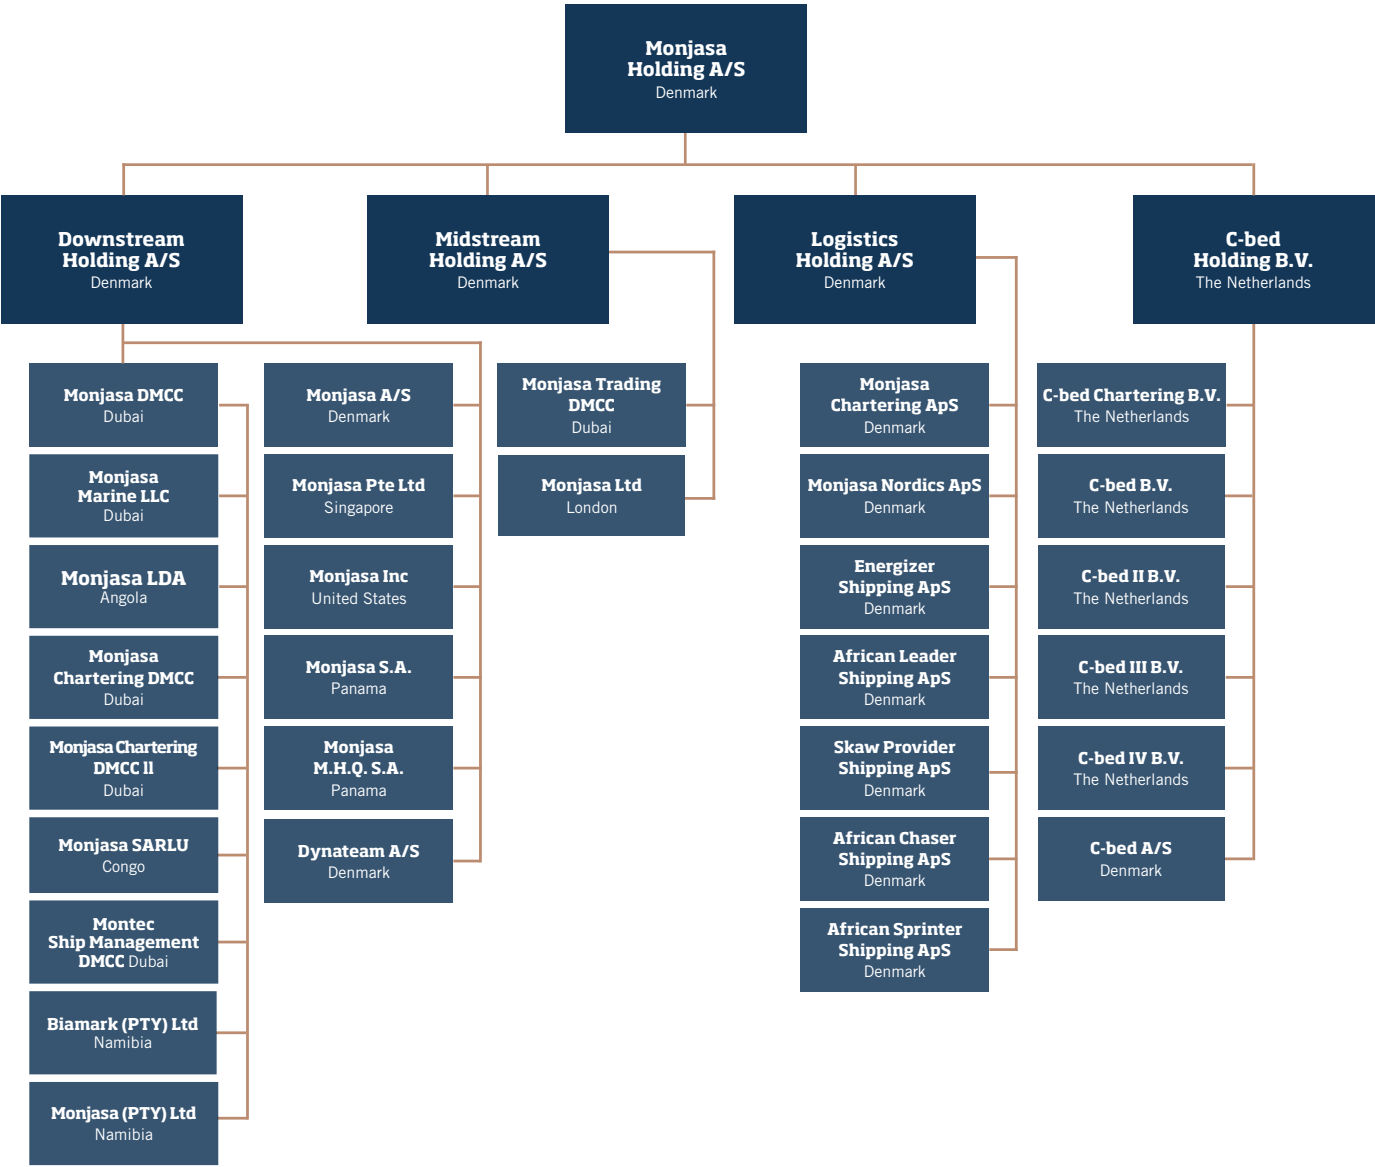 Monjasa
Holding A/S
Denmark
Downstream
Holding A/S
Denmark
Midstream
Holding A/S
Denmark
Logistics
Holding A/S
Denmark
C-bed
Holding B.V.
The Netherlands
Monjasa DMCC
Dubai
Monjasa
Marine LLC
Dubai
Monjasa LDA
Angola
Monjasa
Chartering DMCC
Dubai
Monjasa Chartering
DMCC ll
Dubai
Monjasa SARLU
Congo
Montec
Ship Management
DMCC Dubai
Biamark (PTY) Ltd
Namibia
Monjasa (PTY) Ltd
Namibia
Monjasa A/S
Denmark
Monjasa Pte Ltd
Singapore
Monjasa Inc
United States
Monjasa S.A.
Panama
Monjasa
M.H.Q. S.A.
Panama
Dynateam A/S
Denmark
Monjasa Trading
DMCC
Dubai
Monjasa Ltd
London
Monjasa
Chartering ApS
Denmark
Monjasa Nordics ApS
Denmark
Energizer
Shipping ApS
Denmark
African Leader
Shipping ApS
Denmark
Skaw Provider
Shipping ApS
Denmark
African Chaser
Shipping ApS
Denmark
African Sprinter
Shipping ApS
Denmark
C-bed Chartering B.V.
The Netherlands
C-bed B.V.
The Netherlands
C-bed II B.V.
The Netherlands
C-bed III B.V.
The Netherlands
C-bed IV B.V.
The Netherlands
C-bed A/S
Denmark